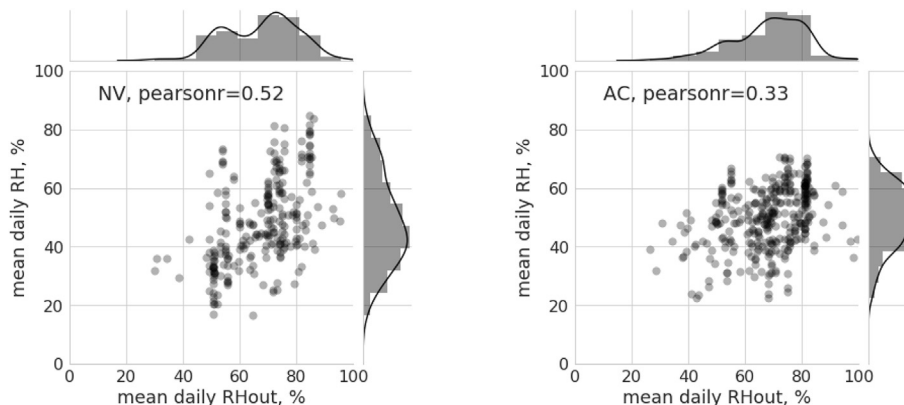 100
NV, pearsonr=0.52
80
60
40
20
0
mean daily RH, %
0 20 40 60 80 100
mean daily RHout, %
100
AC, pearsonr=0.33
80
60
40
20
0
mean daily RH, %
0 20 40 60 80 100
mean daily RHout, %